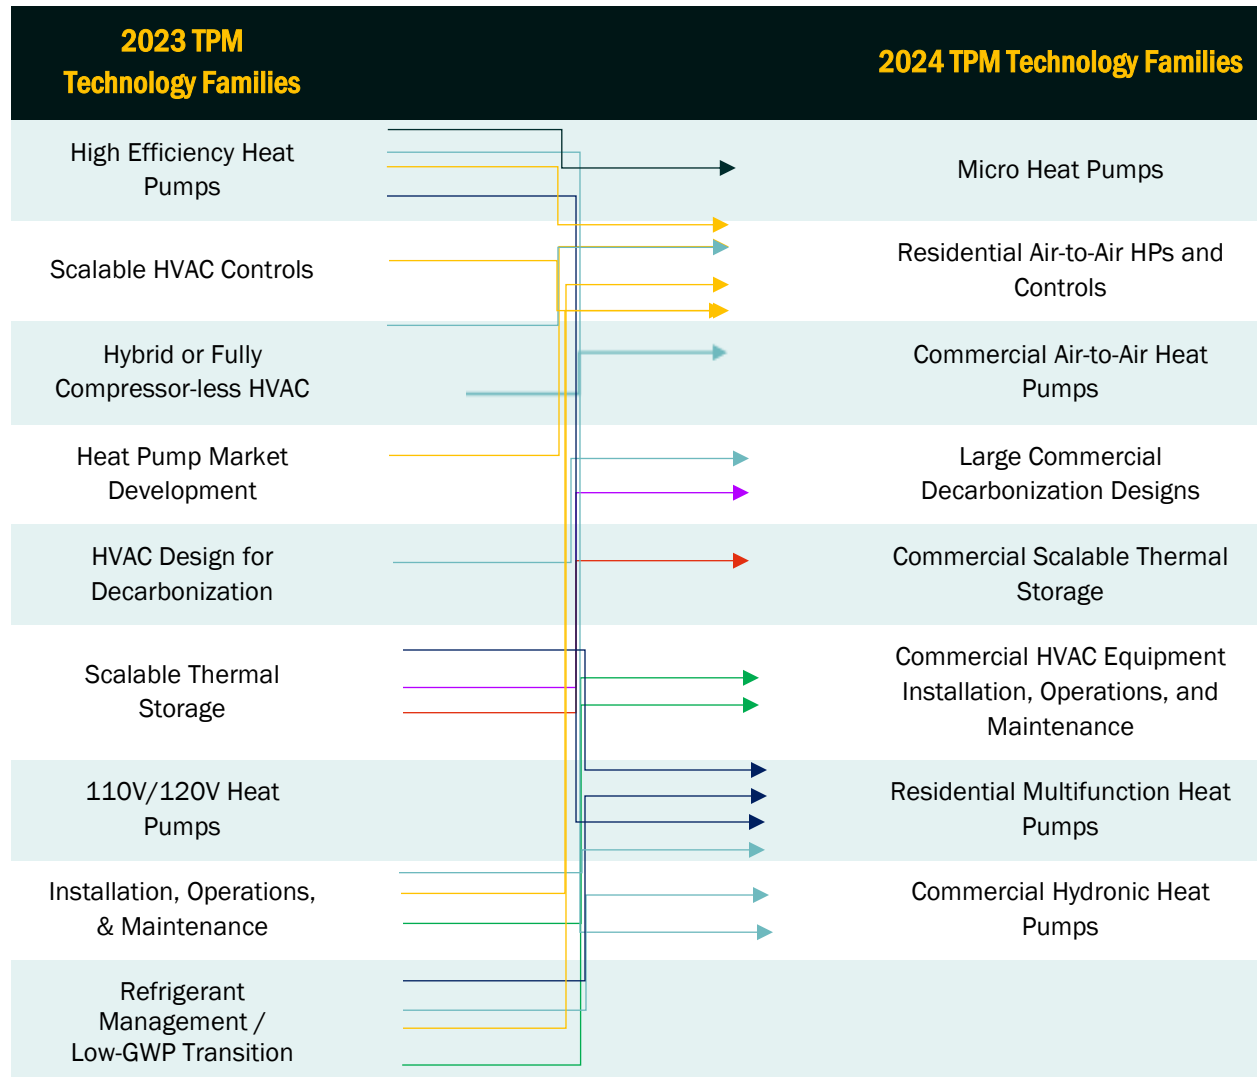 2023 TPM
Technology Families
2024 TPM Technology Families
High Efficiency Heat
Pumps
Micro Heat Pumps
Scalable HVAC Controls
Residential Air-to-Air HPs and
Controls
Hybrid or Fully
Compressor-less HVAC
Commercial Air-to-Air Heat
Pumps
Heat Pump Market
Development
Large Commercial
Decarbonization Designs
HVAC Design for
Decarbonization
Commercial Scalable Thermal
Storage
Scalable Thermal
Storage
Commercial HVAC Equipment
Installation, Operations, and
Maintenance
110V/120V Heat
Pumps
Residential Multifunction Heat
Pumps
Installation, Operations,
& Maintenance
Commercial Hydronic Heat
Pumps
Refrigerant
Management /
Low-GWP Transition